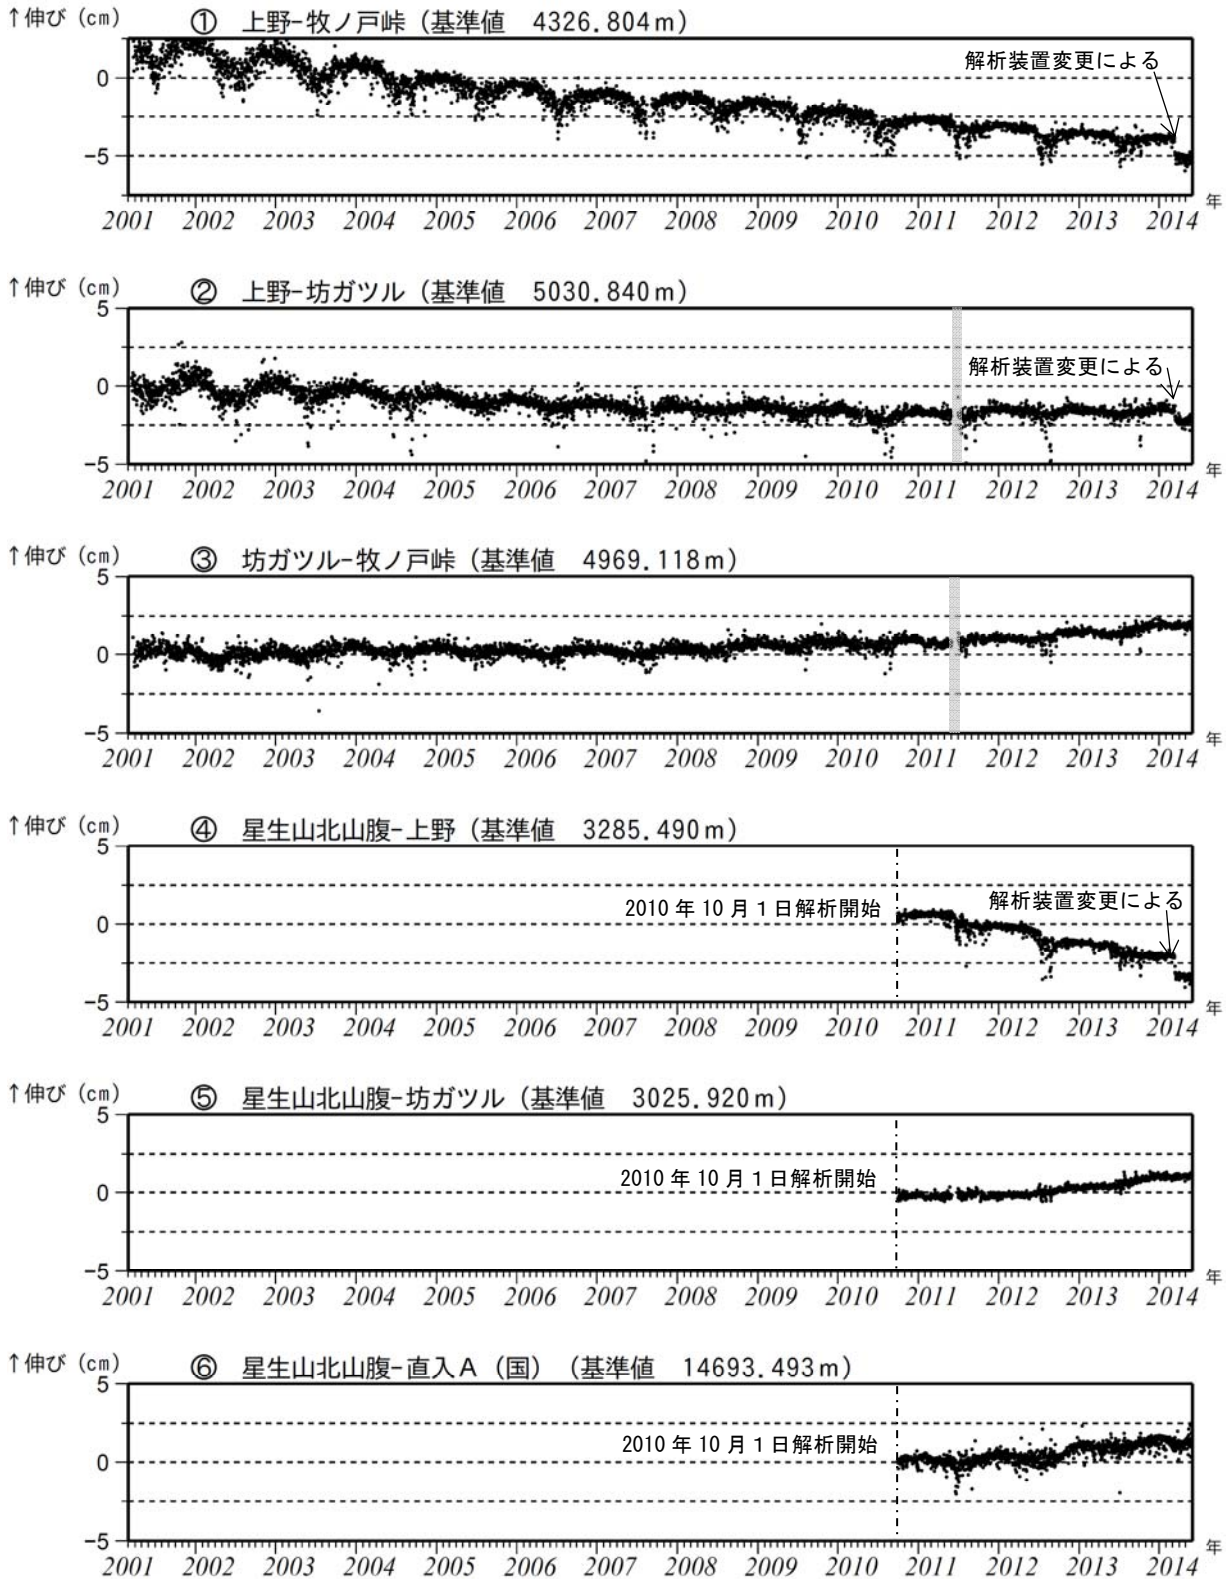 ↑伸び（cm） ① 上野−牧ノ戸峠（基準値　4326.804m）
解析装置変更による
0
−5
2001 2002 2003 2004 2005 2006 2007 2008 2009 2010 2011 2012 2013 2014 年
↑伸び（cm） ② 上野−坊ガツル（基準値　5030.840m）
5
解析装置変更による
0
−5
2001 2002 2003 2004 2005 2006 2007 2008 2009 2010 2011 2012 2013 2014 年
↑伸び（cm） ③ 坊ガツル−牧ノ戸峠（基準値　4969.118m）
5
0
−5
2001 2002 2003 2004 2005 2006 2007 2008 2009 2010 2011 2012 2013 2014 年
↑伸び（cm） ④ 星生山北山腹−上野（基準値　3285.490m）
5
2010 年 10 月 1 日解析開始 解析装置変更による
0
−5
2001 2002 2003 2004 2005 2006 2007 2008 2009 2010 2011 2012 2013 2014 年
↑伸び（cm） ⑤ 星生山北山腹−坊ガツル（基準値　3025.920m）
5
2010 年 10 月 1 日解析開始
0
−5
2001 2002 2003 2004 2005 2006 2007 2008 2009 2010 2011 2012 2013 2014 年
↑伸び（cm） ⑥ 星生山北山腹−直入A（国）（基準値　14693.493m）
5
2010 年 10 月 1 日解析開始
0
−5
2001 2002 2003 2004 2005 2006 2007 2008 2009 2010 2011 2012 2013 2014 年